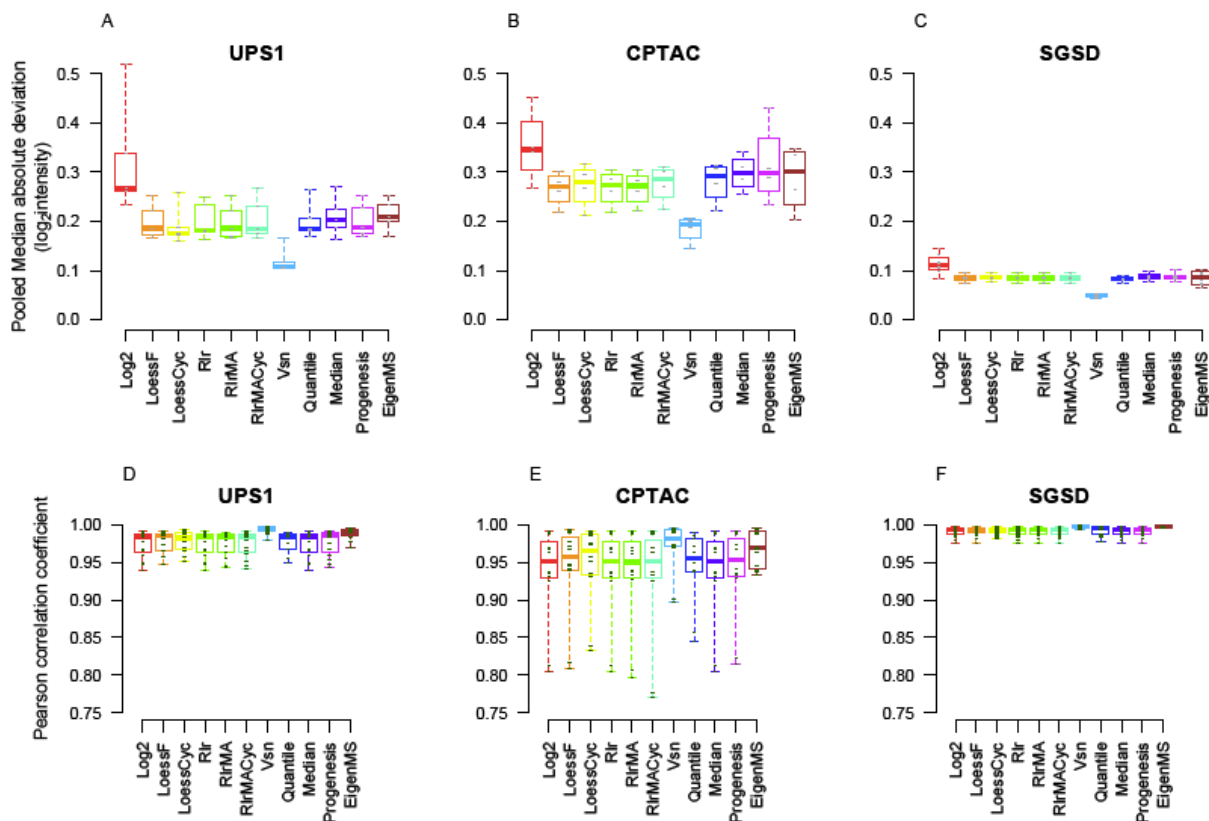 A
B
C
UPS1
CPTAC
SGSD
Pooled Median absolute deviation
(log2intensity)
0.5
0.4
0.3
0.2
0.1
0.0
0.5
0.4
0.3
0.2
0.1
0.0
0.5
0.4
0.3
0.2
0.1
0.0
Log2
LoessF
LoessCyc
Rlr
RlrMA
RlrMACyc
Vsn
Quantile
Median
Progenesis
EigenMS
Log2
LoessF
LoessCyc
Rlr
RlrMA
RlrMACyc
Vsn
Quantile
Median
Progenesis
EigenMS
Log2
LoessF
LoessCyc
Rlr
RlrMA
RlrMACyc
Vsn
Quantile
Median
Progenesis
EigenMS
D
E
F
UPS1
CPTAC
SGSD
Pearson correlation coefficient
1.00
0.95
0.90
0.85
0.80
0.75
1.00
0.95
0.90
0.85
0.80
0.75
1.00
0.95
0.90
0.85
0.80
0.75
Log2
LoessF
LoessCyc
Rlr
RlrMA
RlrMACyc
Vsn
Quantile
Median
Progenesis
EigenMS
Log2
LoessF
LoessCyc
Rlr
RlrMA
RlrMACyc
Vsn
Quantile
Median
Progenesis
EigenMS
Log2
LoessF
LoessCyc
Rlr
RlrMA
RlrMACyc
Vsn
Quantile
Median
Progenesis
EigenMS